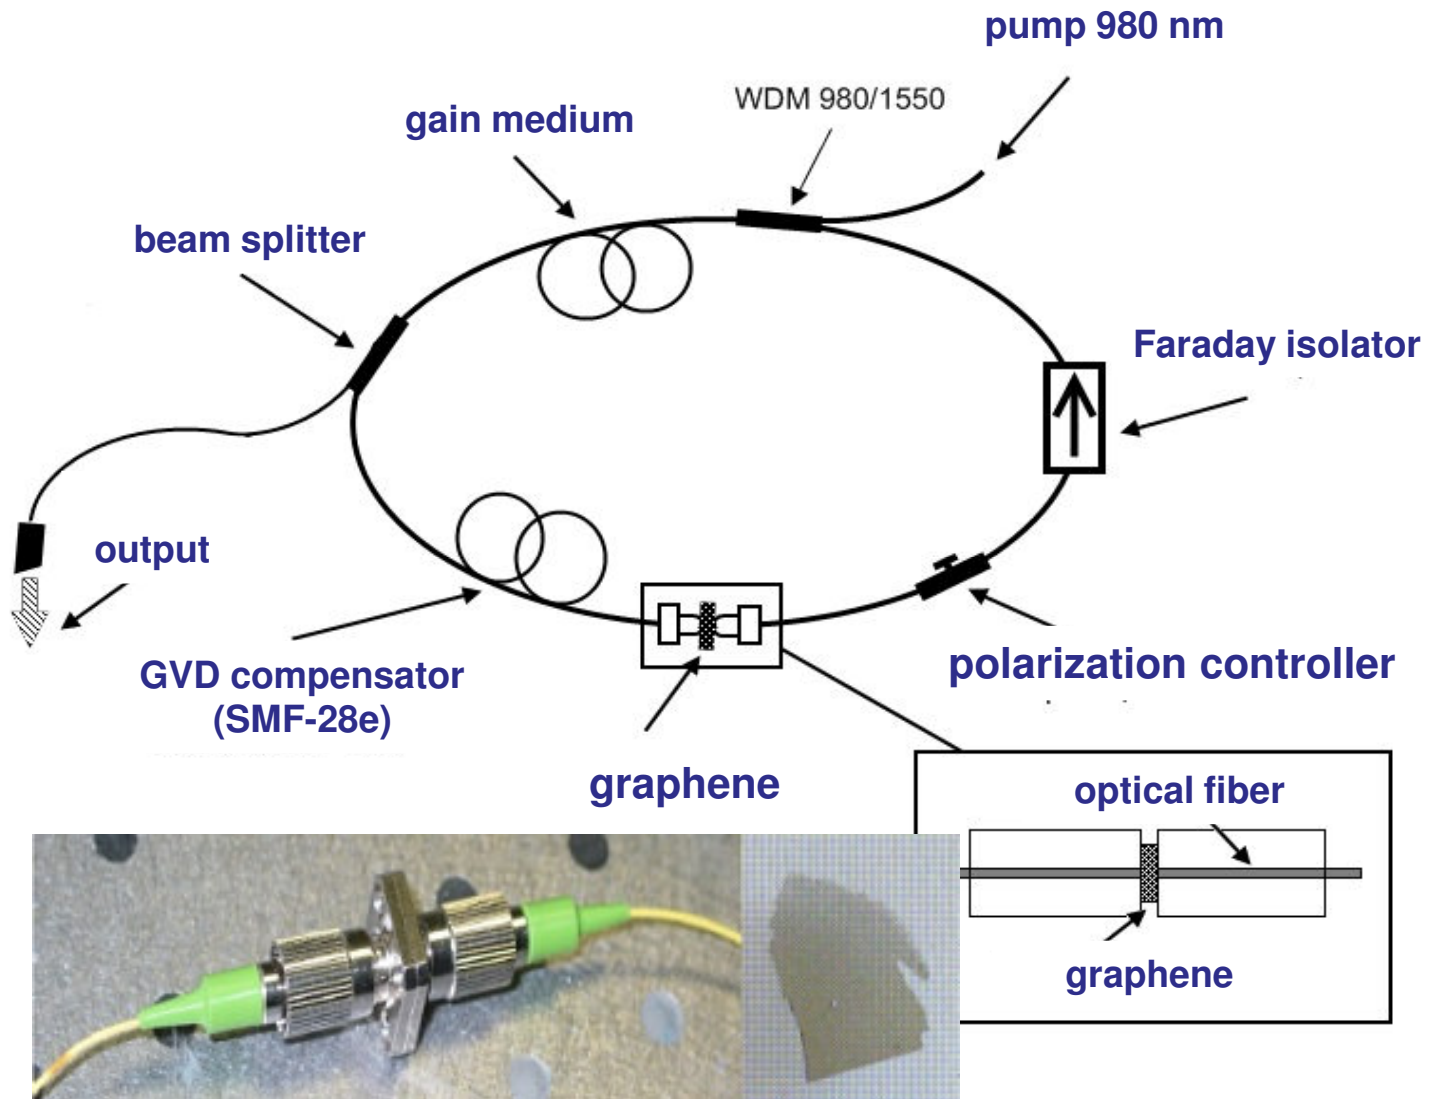 pump 980 nm
WDM 980/1550
gain medium
beam splitter
Faraday isolator
output
GVD compensator
(SMF-28e)
polarization controller
graphene
optical fiber
graphene